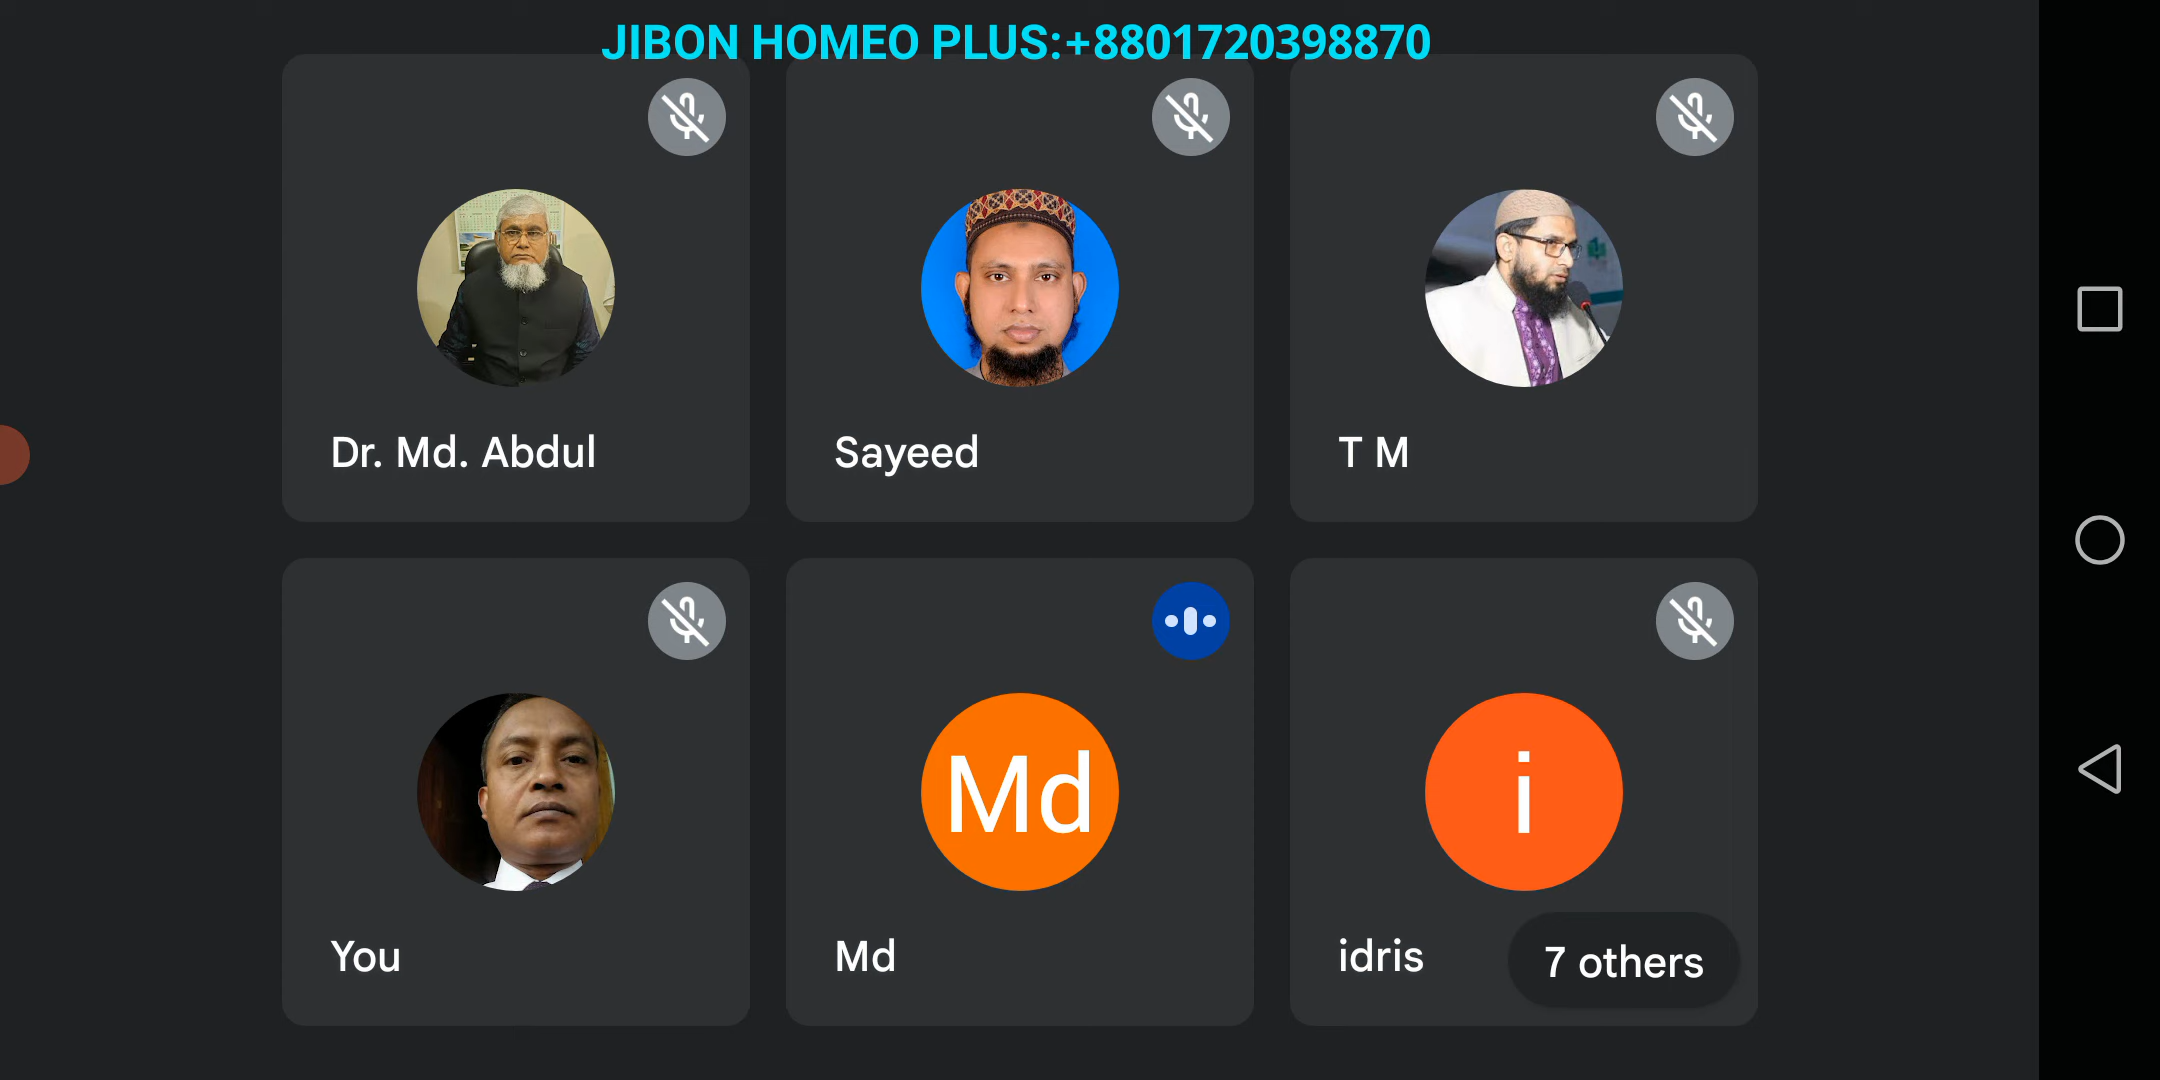 JIBON HOMEO PLUS:+8801720398870
Dr. Md. Abdul
Sayeed
T M
You
Md
Md
i
idris
7 others